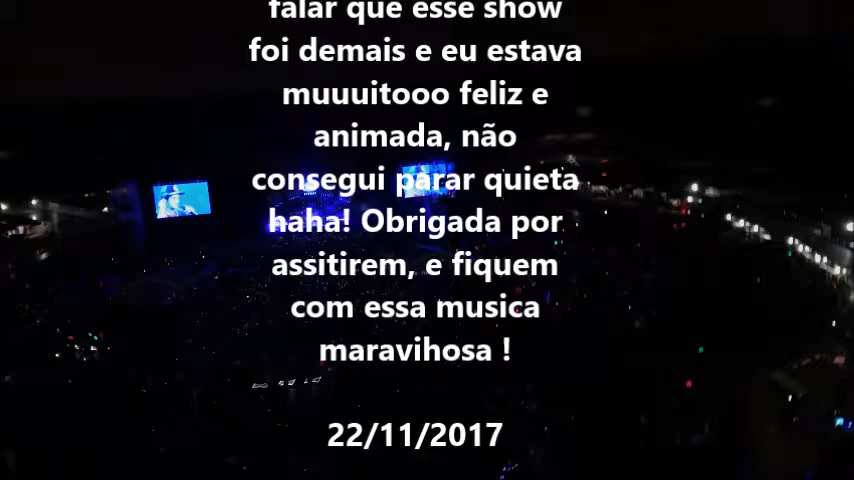 falar que esse show
foi demais e eu estava
muuuitooo feliz e
animada, não
consegui parar quieta
haha! Obrigada por
assitirem, e fiquem
com essa musica
maravihosa !
22/11/2017